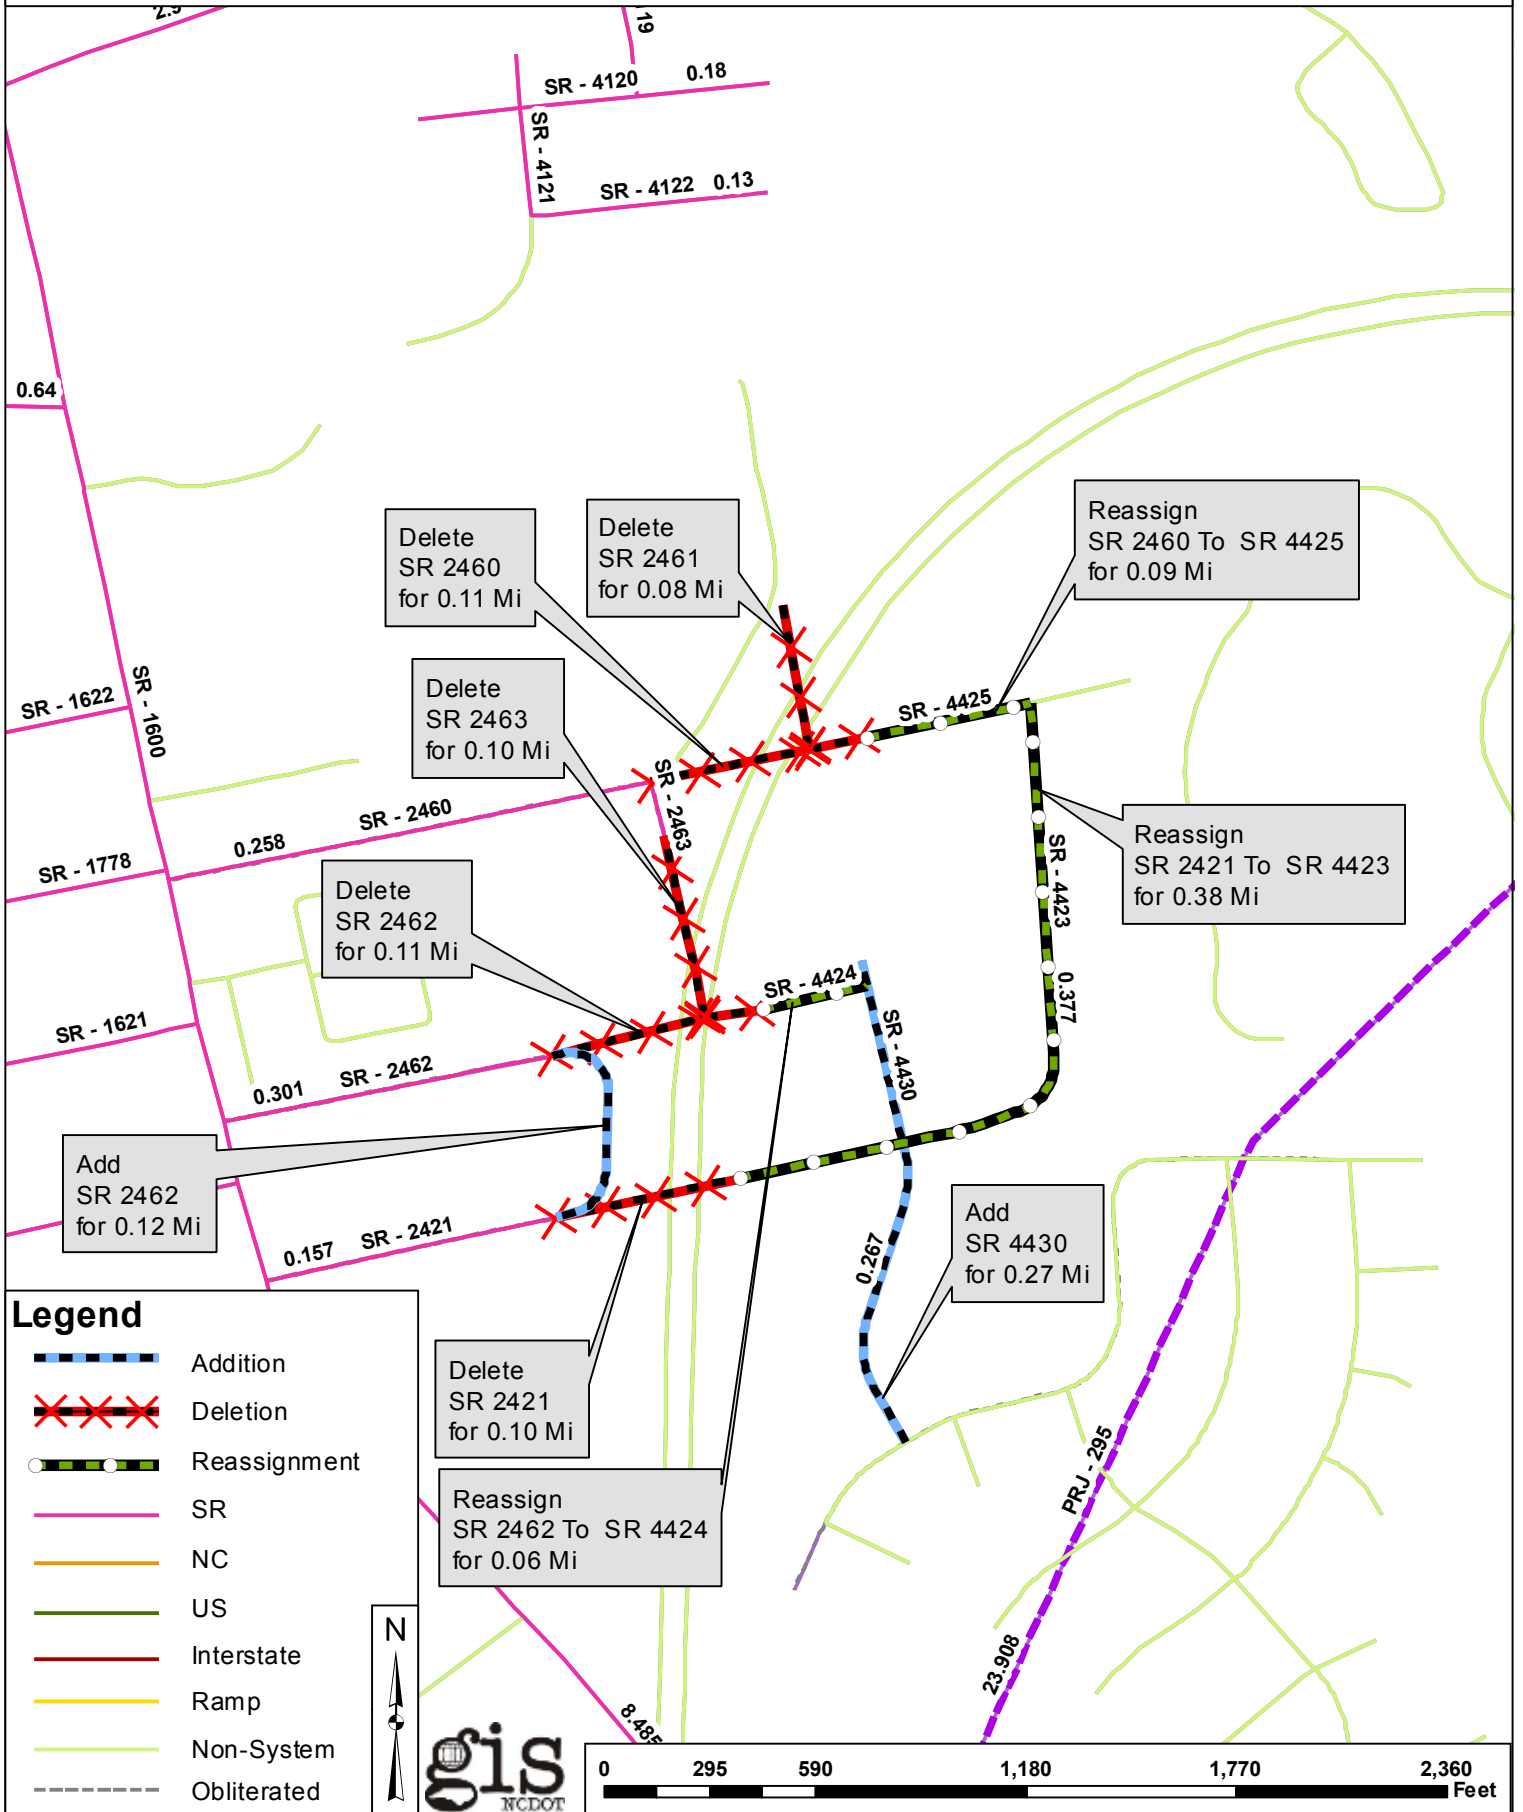 2.9
19
SR - 4120 0.18
SR - 4121
SR - 4122 0.13
0.64
Delete
SR 2460
for 0.11 Mi
Delete
SR 2461
for 0.08 Mi
Reassign
SR 2460 To SR 4425
for 0.09 Mi
Delete
SR 2463
for 0.10 Mi
SR - 1622
SR - 1600
SR - 4425
SR - 2463
SR - 2460
0.258
SR - 1778
Reassign
SR 2421 To SR 4423
for 0.38 Mi
SR - 4423
0.377
Delete
SR 2462
for 0.11 Mi
SR - 4424
SR - 4430
SR - 1621
0.301 SR - 2462
Add
SR 2462
for 0.12 Mi
0.157 SR - 2421
0.267
Add
SR 4430
for 0.27 Mi
Delete
SR 2421
for 0.10 Mi
Reassign
SR 2462 To SR 4424
for 0.06 Mi
PRJ - 295
23.908
8.485
Legend
Addition
Deletion
Reassignment
SR
NC
US
Interstate
Ramp
Non-System
Obliterated
N
gis
NCDOT
0 295 590 1,180 1,770 2,360
Feet